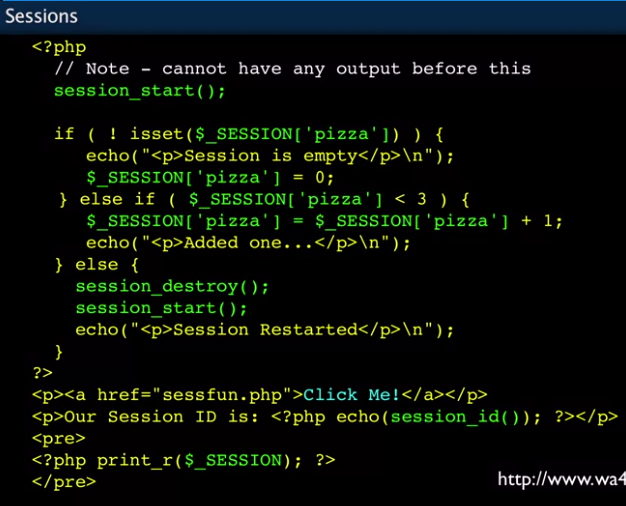 Sessions
<?php
// Note - cannot have any output before this
session_start();
if ( ! isset($_SESSION['pizza']) ) {
echo("<p>Session is empty</p>\n");
$_SESSION['pizza'] = 0;
} else if ( $_SESSION['pizza'] < 3 ) {
$_SESSION['pizza'] = $_SESSION['pizza'] + 1;
echo("<p>Added one...</p>\n");
} else {
session_destroy();
session_start();
echo("<p>Session Restarted</p>\n");
}
?>
<p><a href="sessfun.php">Click Me!</a></p>
<p>Our Session ID is: <?php echo(session_id()); ?></p>
<pre>
<?php print_r($_SESSION); ?>
</pre>
http://www.wa4